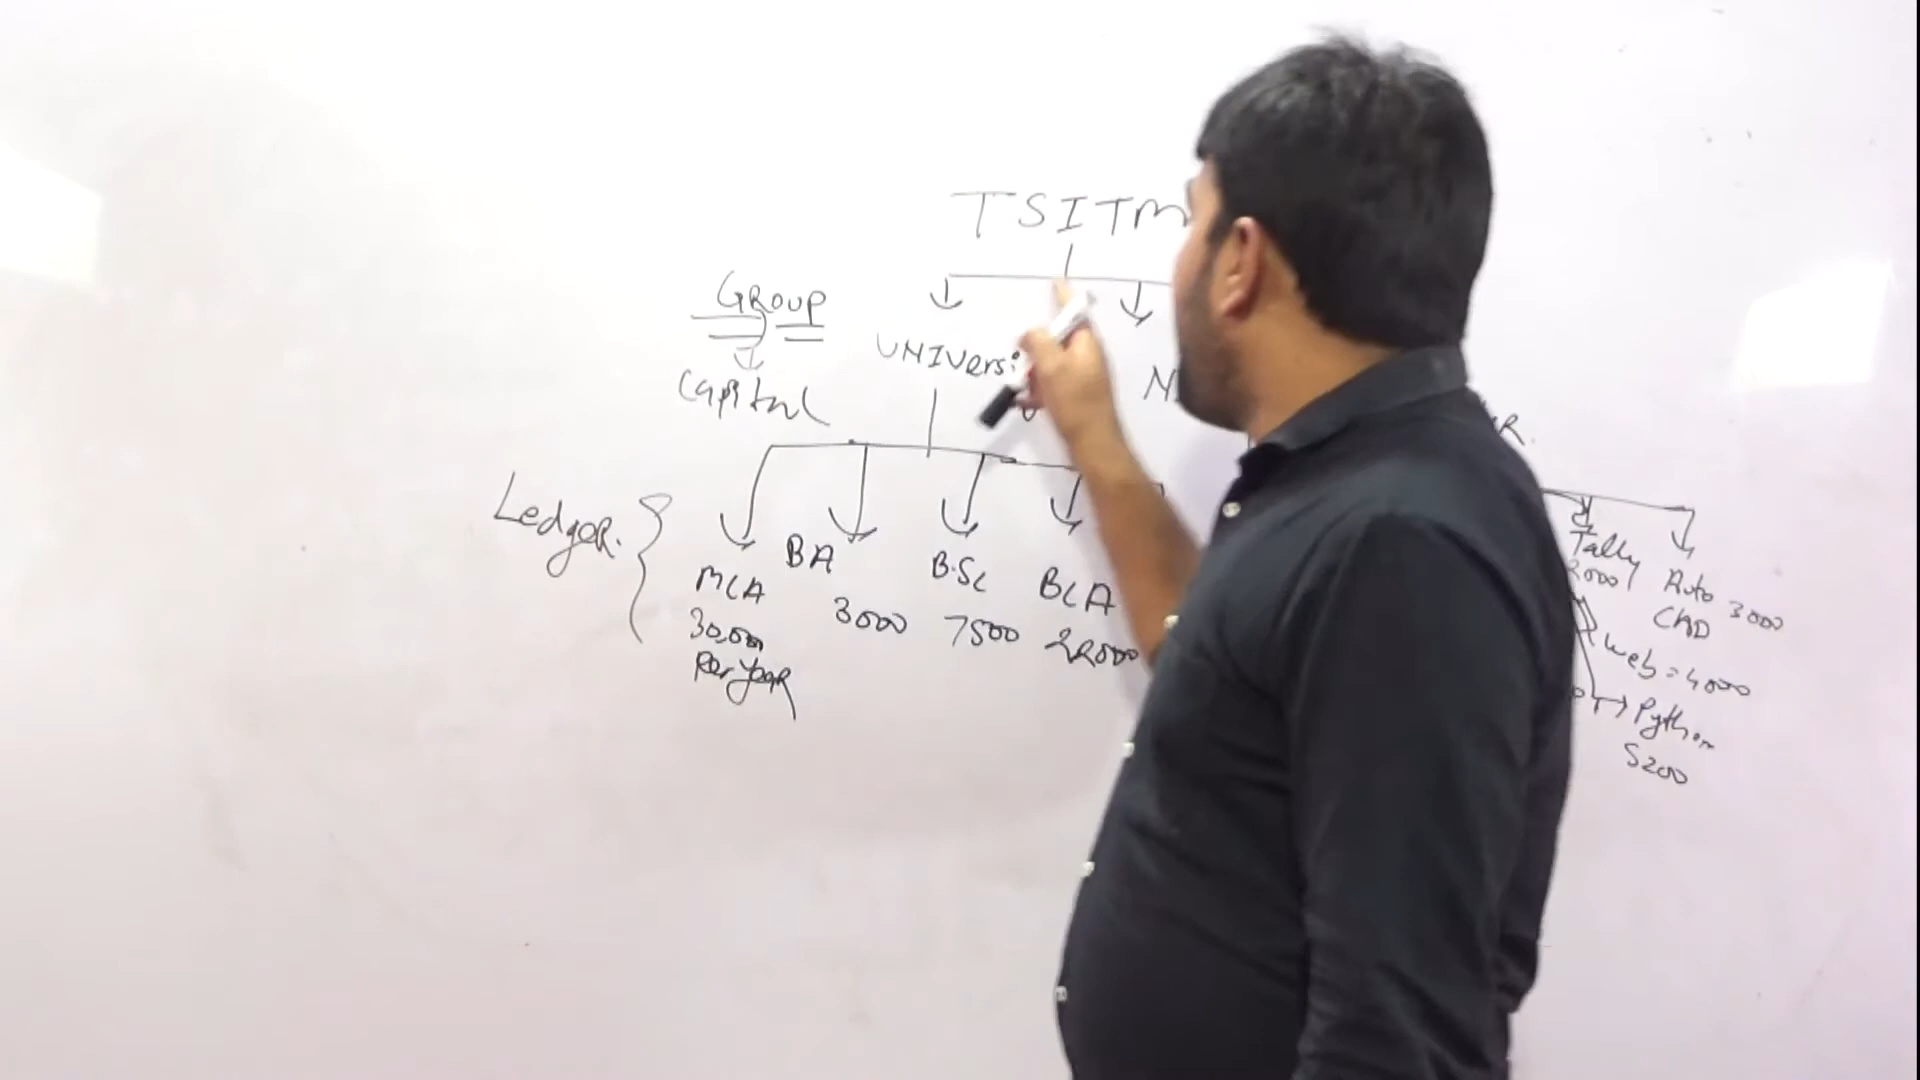 TSITM
GROUP
UNIVersi
Capital
Ledger.
MCA
30,000
Per year
BA
3000
B.Sc
7500
BCA
22000
R.
Tally
2000
Auto
CAD
3000
web = 4000
Python
5200